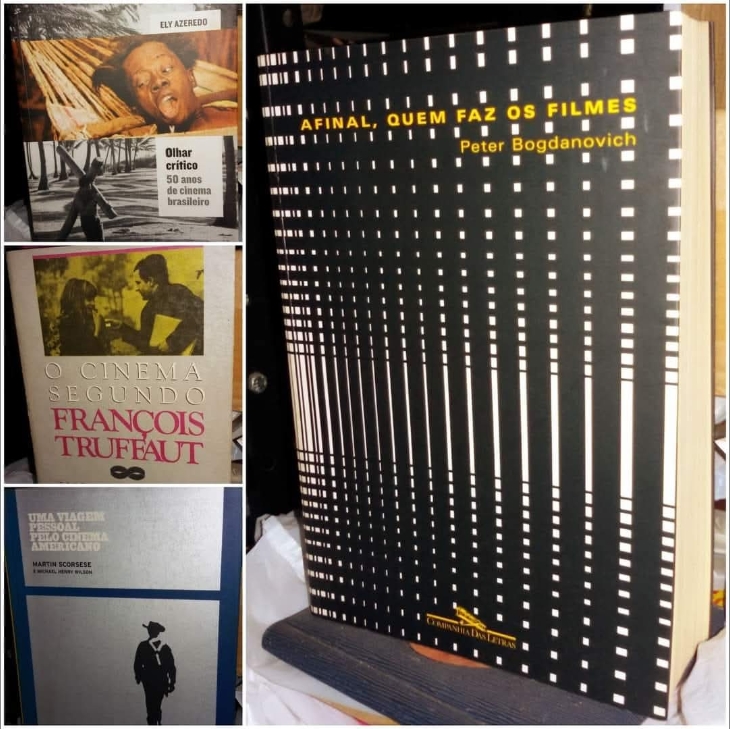 ELY AZEREDO
Olhar
crítico
50 anos
de cinema
brasileiro
O CINEMA
SEGUNDO
FRANÇOIS
TRUFFAUT
UMA VIAGEM
PESSOAL
PELO CINEMA
AMERICANO
MARTIN SCORSESE
E MICHAEL HENRY WILSON
AFINAL, QUEM FAZ OS FILMES
Peter Bogdanovich
COMPANHIA DAS LETRAS